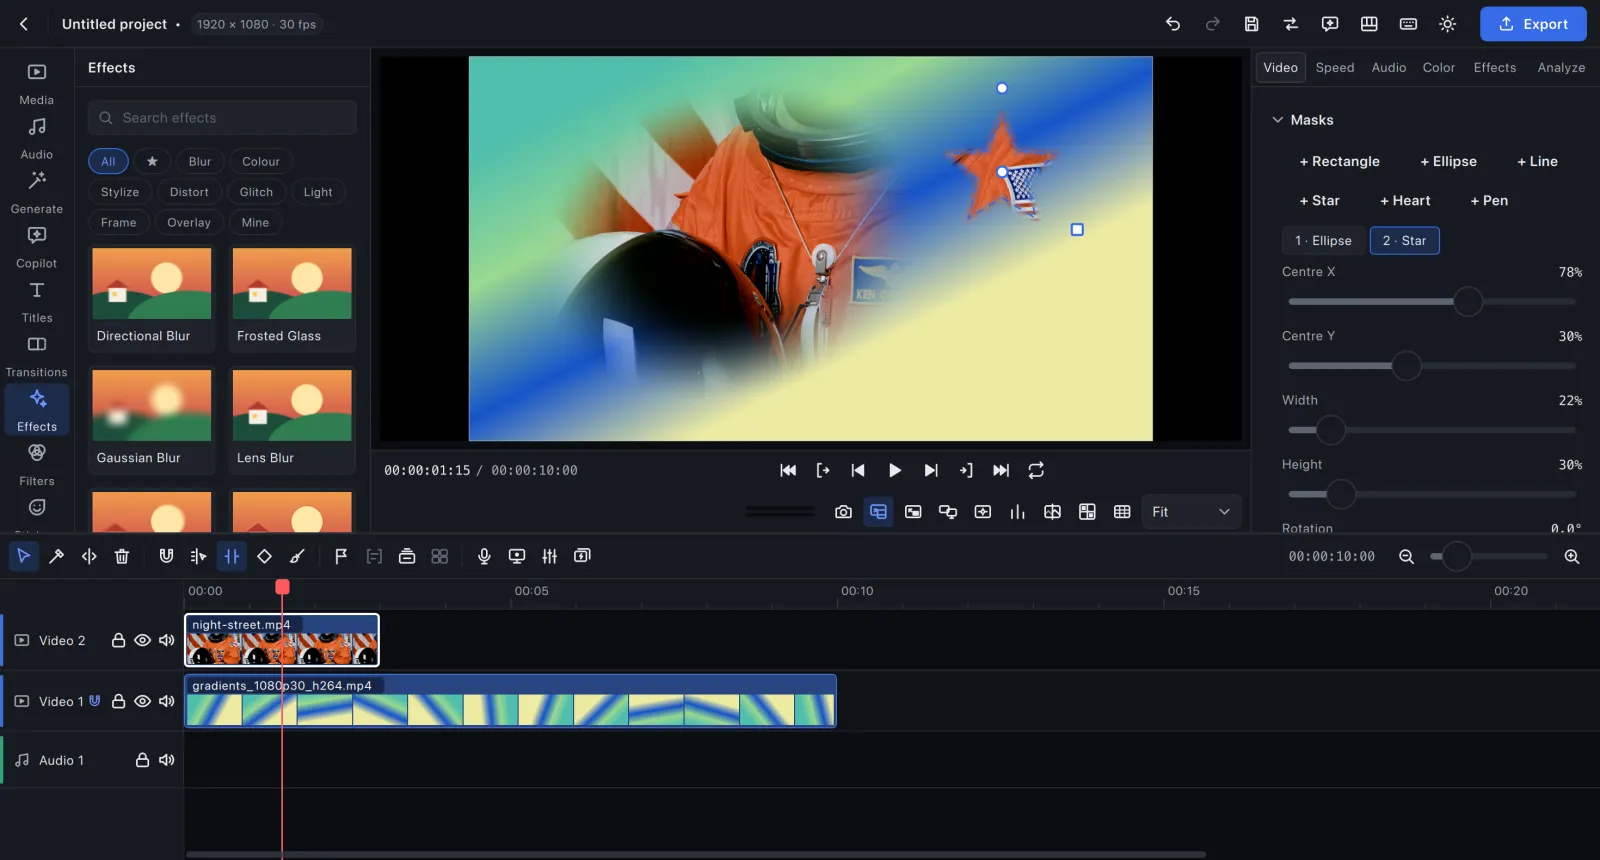 Untitled project •
1920 × 1080 · 30 fps
Export
Media
Audio
Generate
Copilot
Titles
Transitions
Effects
Filters
Effects
Search effects
All
Blur
Colour
Stylize
Distort
Glitch
Light
Frame
Overlay
Mine
Directional Blur
Frosted Glass
Gaussian Blur
Lens Blur
KEN
00:00:01:15 / 00:00:10:00
Fit
Video
Speed
Audio
Color
Effects
Analyze
Masks
+ Rectangle
+ Ellipse
+ Line
+ Star
+ Heart
+ Pen
1 · Ellipse
2 · Star
Centre X
78%
Centre Y
30%
Width
22%
Height
30%
Rotation
0.0°
00:00:10:00
00:00
00:05
00:10
00:15
00:20
Video 2
night-street.mp4
Video 1
gradients_1080p30_h264.mp4
Audio 1